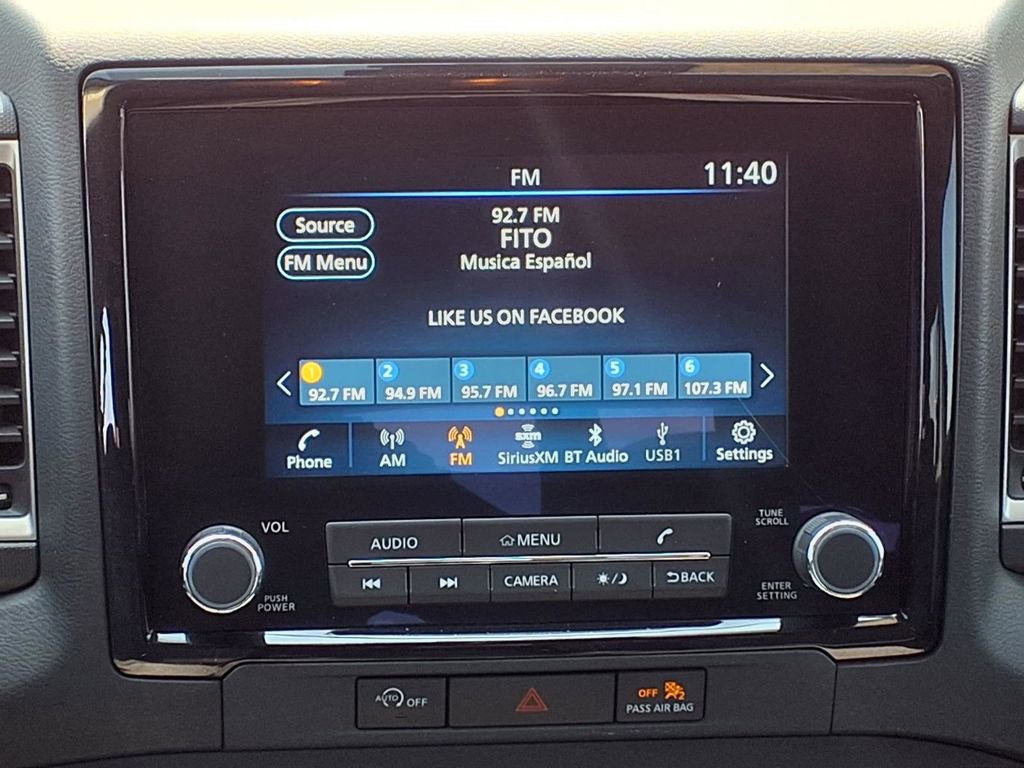 FM
11:40
Source
92.7 FM
FITO
FM Menu
Musica Español
LIKE US ON FACEBOOK
1 2 3 4 5 6
92.7 FM 94.9 FM 95.7 FM 96.7 FM 97.1 FM 107.3 FM
sxm
Phone AM FM SiriusXM BT Audio USB1 Settings
VOL
TUNE
SCROLL
AUDIO MENU
CAMERA BACK
PUSH
POWER
ENTER
SETTING
AUTO OFF
OFF 2
PASS AIR BAG